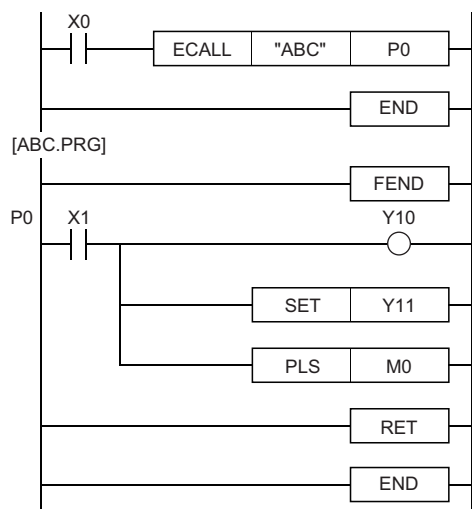 X0
ECALL "ABC" P0
END
[ABC.PRG]
FEND
P0 X1 Y10
SET Y11
PLS M0
RET
END